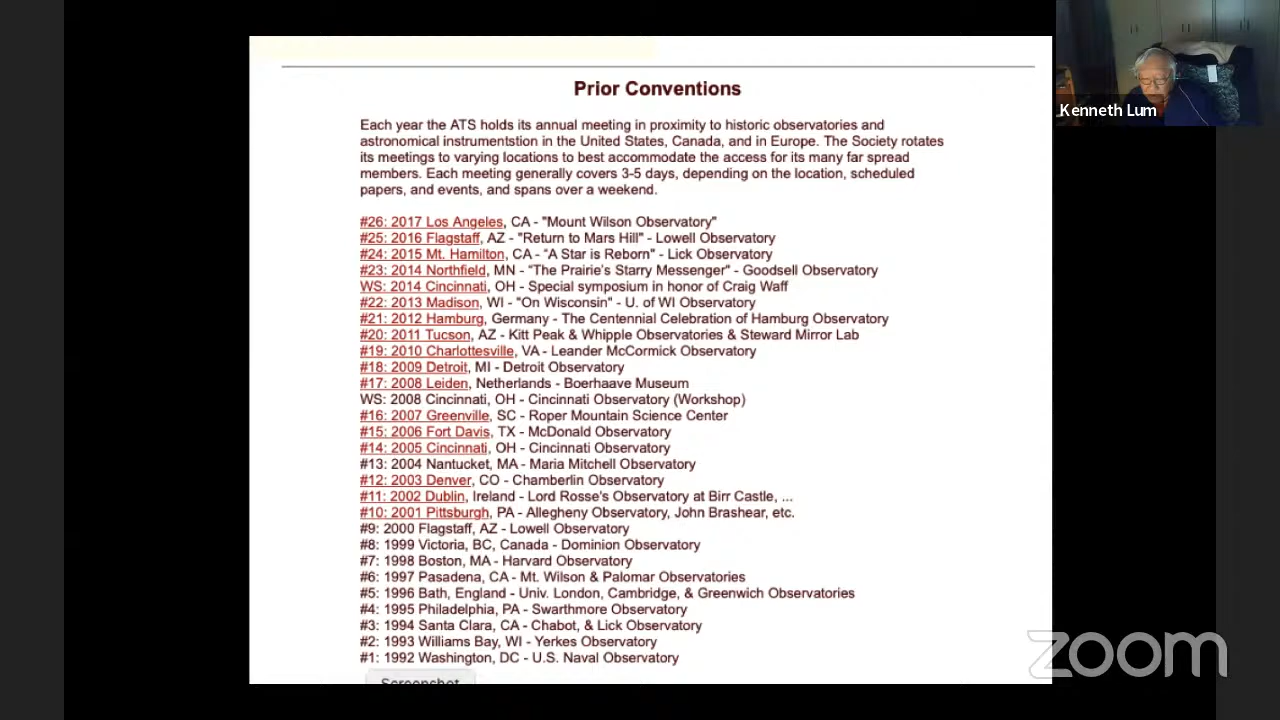 Prior Conventions
Each year the ATS holds its annual meeting in proximity to historic observatories and
astronomical instrumentstion in the United States, Canada, and in Europe. The Society rotates
its meetings to varying locations to best accommodate the access for its many far spread
members. Each meeting generally covers 3-5 days, depending on the location, scheduled
papers, and events, and spans over a weekend.
#26: 2017 Los Angeles, CA - "Mount Wilson Observatory"
#25: 2016 Flagstaff, AZ - "Return to Mars Hill" - Lowell Observatory
#24: 2015 Mt. Hamilton, CA - “A Star is Reborn” - Lick Observatory
#23: 2014 Northfield, MN - “The Prairie’s Starry Messenger” - Goodsell Observatory
WS: 2014 Cincinnati, OH - Special symposium in honor of Craig Waff
#22: 2013 Madison, WI - "On Wisconsin" - U. of WI Observatory
#21: 2012 Hamburg, Germany - The Centennial Celebration of Hamburg Observatory
#20: 2011 Tucson, AZ - Kitt Peak & Whipple Observatories & Steward Mirror Lab
#19: 2010 Charlottesville, VA - Leander McCormick Observatory
#18: 2009 Detroit, MI - Detroit Observatory
#17: 2008 Leiden, Netherlands - Boerhaave Museum
WS: 2008 Cincinnati, OH - Cincinnati Observatory (Workshop)
#16: 2007 Greenville, SC - Roper Mountain Science Center
#15: 2006 Fort Davis, TX - McDonald Observatory
#14: 2005 Cincinnati, OH - Cincinnati Observatory
#13: 2004 Nantucket, MA - Maria Mitchell Observatory
#12: 2003 Denver, CO - Chamberlin Observatory
#11: 2002 Dublin, Ireland - Lord Rosse's Observatory at Birr Castle, ...
#10: 2001 Pittsburgh, PA - Allegheny Observatory, John Brashear, etc.
#9: 2000 Flagstaff, AZ - Lowell Observatory
#8: 1999 Victoria, BC, Canada - Dominion Observatory
#7: 1998 Boston, MA - Harvard Observatory
#6: 1997 Pasadena, CA - Mt. Wilson & Palomar Observatories
#5: 1996 Bath, England - Univ. London, Cambridge, & Greenwich Observatories
#4: 1995 Philadelphia, PA - Swarthmore Observatory
#3: 1994 Santa Clara, CA - Chabot, & Lick Observatory
#2: 1993 Williams Bay, WI - Yerkes Observatory
#1: 1992 Washington, DC - U.S. Naval Observatory
Screenshot
Kenneth Lum
zoom